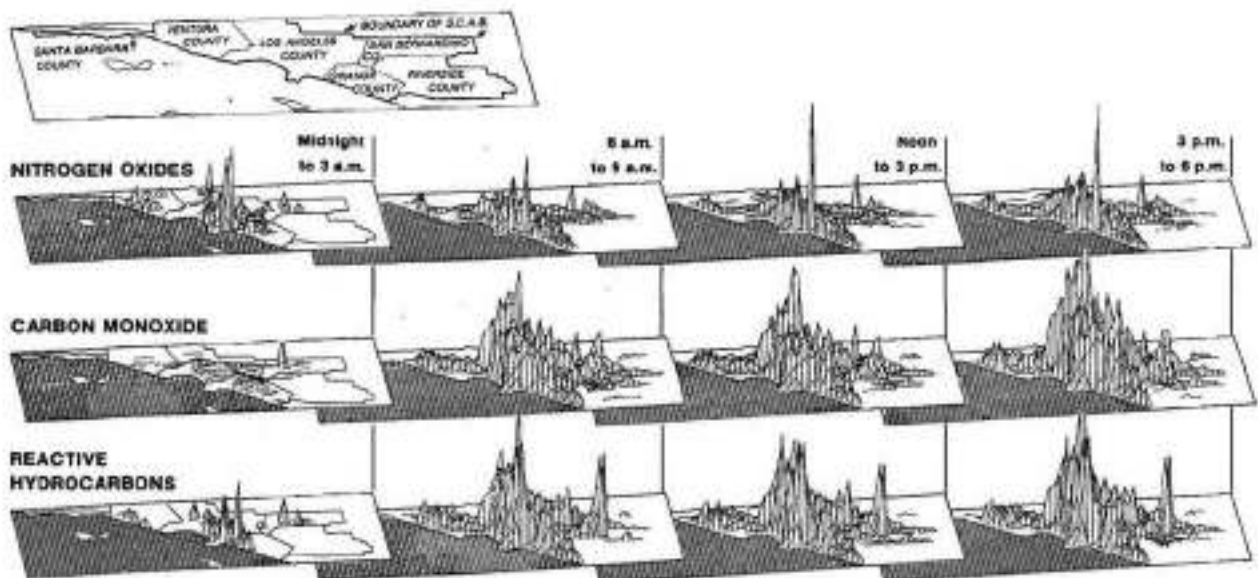 BOUNDARY OF S.C.A.B.
VENTURA
COUNTY
LOS ANGELES
COUNTY
SAN BERNARDINO
CO.
SANTA BARBARA
COUNTY
ORANGE
COUNTY
RIVERSIDE
COUNTY
Midnight
to 3 a.m.
6 a.m.
to 9 a.m.
Noon
to 3 p.m.
3 p.m.
to 6 p.m.
NITROGEN OXIDES
CARBON MONOXIDE
REACTIVE
HYDROCARBONS